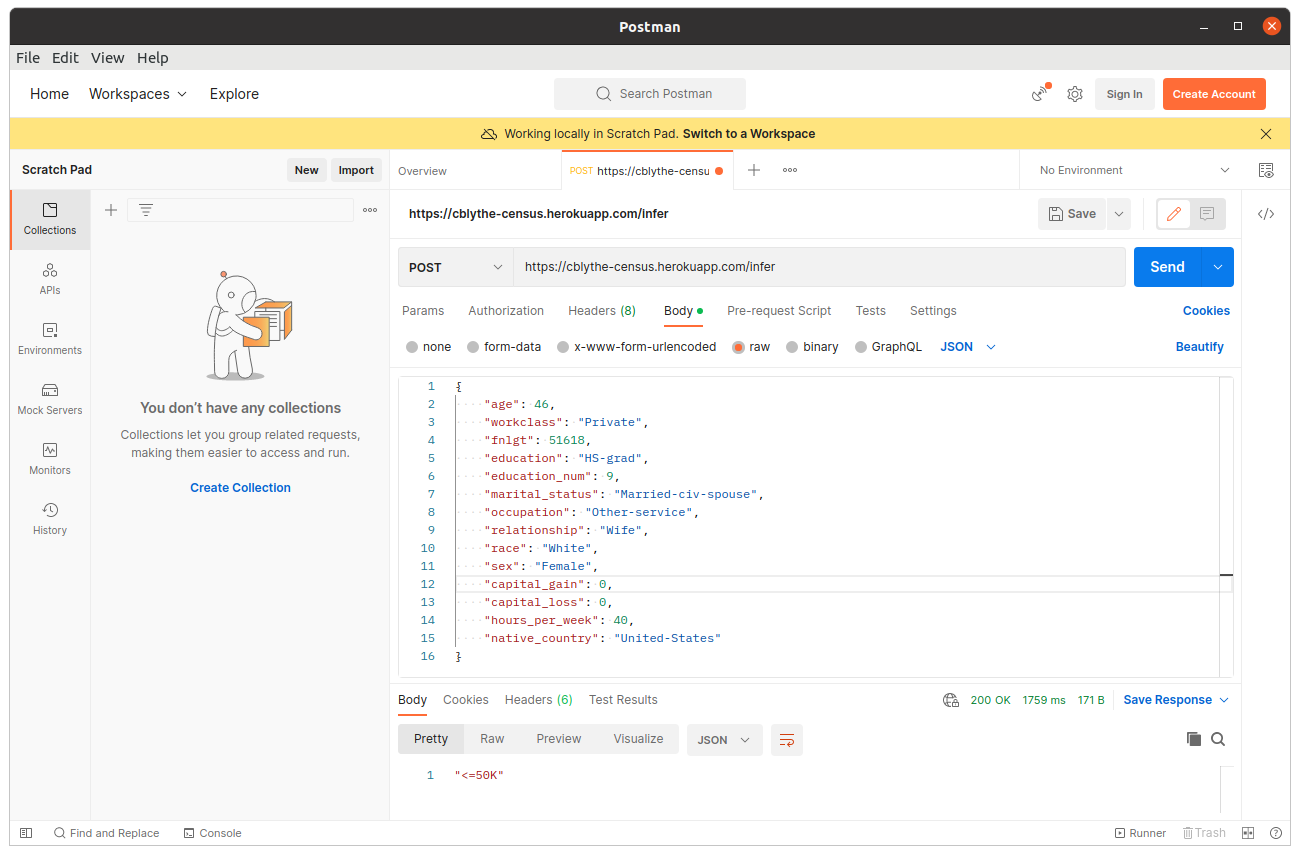 Postman
File Edit View Help
Home Workspaces Explore Search Postman Sign In Create Account
Working locally in Scratch Pad. Switch to a Workspace
Scratch Pad New Import Overview POST https://cblythe-censu No Environment
Collections
APIs
Environments
Mock Servers
Monitors
History
You don't have any collections
Collections let you group related requests,
making them easier to access and run.
Create Collection
https://cblythe-census.herokuapp.com/infer Save
POST https://cblythe-census.herokuapp.com/infer Send
Params Authorization Headers (8) Body Pre-request Script Tests Settings Cookies
none form-data x-www-form-urlencoded raw binary GraphQL JSON Beautify
1 {
2 "age": 46,
3 "workclass": "Private",
4 "fnlgt": 51618,
5 "education": "HS-grad",
6 "education_num": 9,
7 "marital_status": "Married-civ-spouse",
8 "occupation": "Other-service",
9 "relationship": "Wife",
10 "race": "White",
11 "sex": "Female",
12 "capital_gain": 0,
13 "capital_loss": 0,
14 "hours_per_week": 40,
15 "native_country": "United-States"
16 }
Body Cookies Headers (6) Test Results 200 OK 1759 ms 171 B Save Response
Pretty Raw Preview Visualize JSON
1 "<=50K"
Find and Replace Console Runner Trash